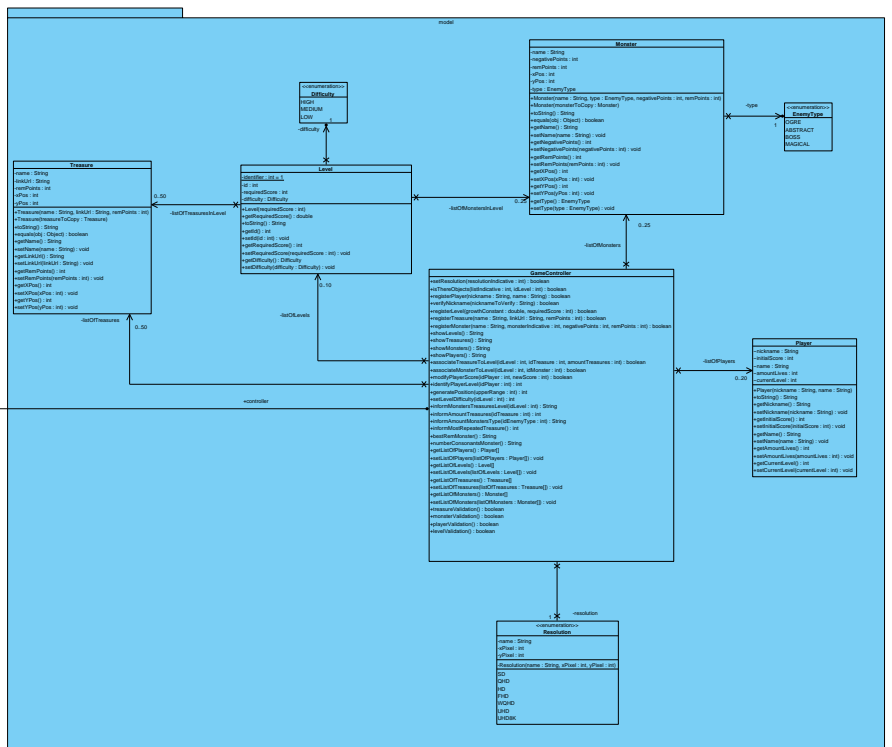 model
Monster
-name : String
-negativePoints : int
-remPoints : int
-xPos : int
-yPos : int
-type : EnemyType
+Monster(name : String, type : EnemyType, negativePoints : int, remPoints : int)
+Monster(monsterToCopy : Monster)
+toString() : String
+equals(obj : Object) : boolean
+getName() : String
+setName(name : String) : void
+getNegativePoints() : int
+setNegativePoints(negativePoints : int) : void
+getRemPoints() : int
+setRemPoints(remPoints : int) : void
+getXPos() : int
+setXPos(xPos : int) : void
+getYPos() : int
+setYPos(yPos : int) : void
+getType() : EnemyType
+setType(type : EnemyType) : void
-type
1
<<enumeration>>
EnemyType
OGRE
ABSTRACT
BOSS
MAGICAL
<<enumeration>>
Difficulty
HIGH
MEDIUM
LOW
1
-difficulty
Treasure
-name : String
-linkUrl : String
-remPoints : int
-xPos : int
-yPos : int
+Treasure(name : String, linkUrl : String, remPoints : int)
+Treasure(treasureToCopy : Treasure)
+toString() : String
+equals(obj : Object) : boolean
+getName() : String
+setName(name : String) : void
+getLinkUrl() : String
+setLinkUrl(linkUrl : String) : void
+getRemPoints() : int
+setRemPoints(remPoints : int) : void
+getXPos() : int
+setXPos(xPos : int) : void
+getYPos() : int
+setYPos(yPos : int) : void
0..50
-listOfTreasuresInLevel
Level
-identifier : int = 1
-id : int
-requiredScore : int
-difficulty : Difficulty
+Level(requiredScore : int)
+getRequiredScore() : double
+toString() : String
+getId() : int
+setId(id : int) : void
+getRequiredScore() : int
+setRequiredScore(requiredScore : int) : void
+getDifficulty() : Difficulty
+setDifficulty(difficulty : Difficulty) : void
0..25
-listOfMonstersInLevel
0..25
-listOfMonsters
0..10
-listOfLevels
-listOfTreasures
0..50
GameController
+setResolution(resolutionIndicative : int) : boolean
+isThereObjects(listIndicative : int, idLevel : int) : boolean
+registerPlayer(nickname : String, name : String) : boolean
+verifyNickname(nicknameToVerify : String) : boolean
+registerLevel(growthConstant : double, requiredScore : int) : boolean
+registerTreasure(name : String, linkUrl : String, remPoints : int) : boolean
+registerMonster(name : String, monsterIndicative : int, negativePoints : int, remPoints : int) : boolean
+showLevels() : String
+showTreasures() : String
+showMonsters() : String
+showPlayers() : String
+associateTreasureToLevel(idLevel : int, idTreasure : int, amountTreasures : int) : boolean
+associateMonsterToLevel(idLevel : int, idMonster : int) : boolean
+modifyPlayerScore(idPlayer : int, newScore : int) : boolean
+identifyPlayerLevel(idPlayer : int) : int
+generatePosition(upperRange : int) : int
+setLevelDifficulty(idLevel : int) : int
+informMonstersTreasuresLevel(idLevel : int) : String
+informAmountTreasures(idTreasure : int) : int
+informAmountMonstersType(idEnemyType : int) : String
+informMostRepeatedTreasure() : int
+bestRemMonster() : String
+numberConsonantsMonster() : String
+getListOfPlayers() : Player[]
+setListOfPlayers(listOfPlayers : Player[]) : void
+getListOfLevels() : Level[]
+setListOfLevels(listOfLevels : Level[]) : void
+getListOfTreasures() : Treasure[]
+setListOfTreasures(listOfTreasures : Treasure[]) : void
+getListOfMonsters() : Monster[]
+setListOfMonsters(listOfMonsters : Monster[]) : void
+treasureValidation() : boolean
+monsterValidation() : boolean
+playerValidation() : boolean
+levelValidation() : boolean
+controller
-listOfPlayers
0..20
Player
-nickname : String
-initialScore : int
-name : String
-amountLives : int
-currentLevel : int
+Player(nickname : String, name : String)
+toString() : String
+getNickname() : String
+setNickname(nickname : String) : void
+getInitialScore() : int
+setInitialScore(initialScore : int) : void
+getName() : String
+setName(name : String) : void
+getAmountLives() : int
+setAmountLives(amountLives : int) : void
+getCurrentLevel() : int
+setCurrentLevel(currentLevel : int) : void
1
-resolution
<<enumeration>>
Resolution
-name : String
-xPixel : int
-yPixel : int
-Resolution(name : String, xPixel : int, yPixel : int)
SD
QHD
HD
FHD
WQHD
UHD
UHD8K